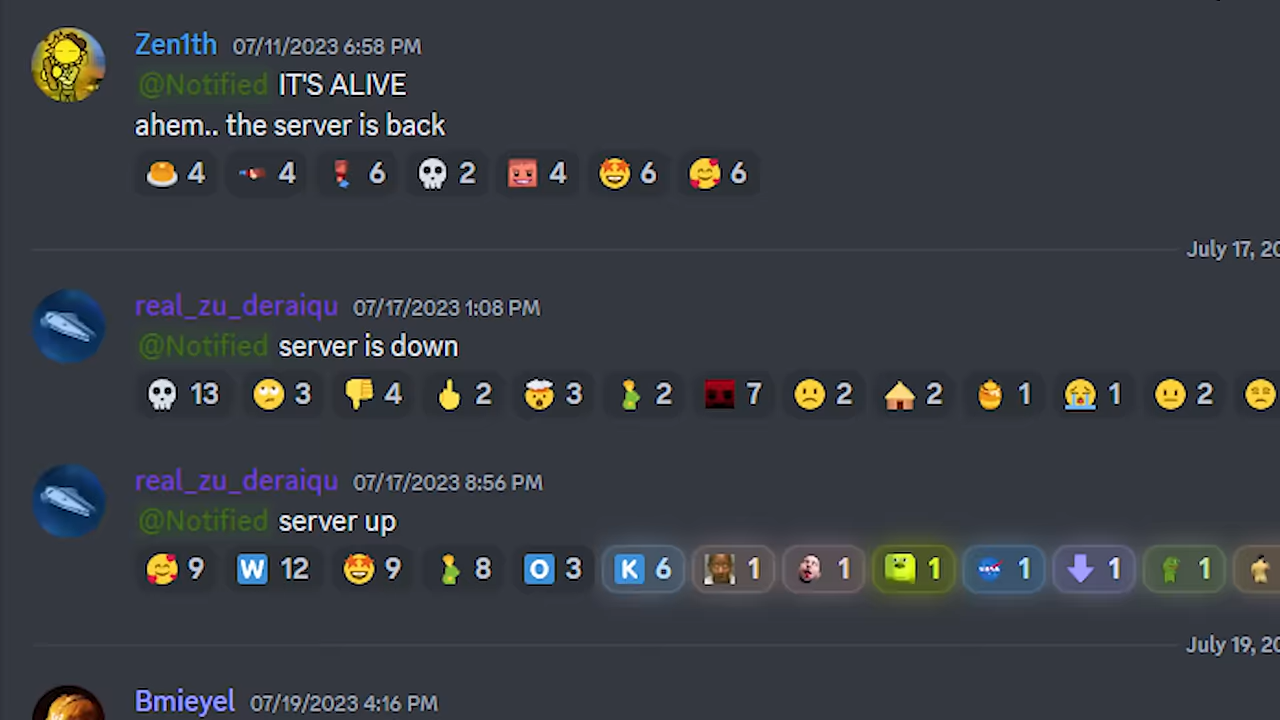 Zen1th 07/11/2023 6:58 PM
@Notified IT'S ALIVE
ahem.. the server is back
4 4 6 2 4 6 6
July 17, 20
real_zu_deraiqu 07/17/2023 1:08 PM
@Notified server is down
13 3 4 2 3 2 7 2 2 1 1 2
real_zu_deraiqu 07/17/2023 8:56 PM
@Notified server up
9 W 12 9 8 O 3 K 6 1 1 1 NASA 1 1 1
July 19, 20
Bmieyel 07/19/2023 4:16 PM